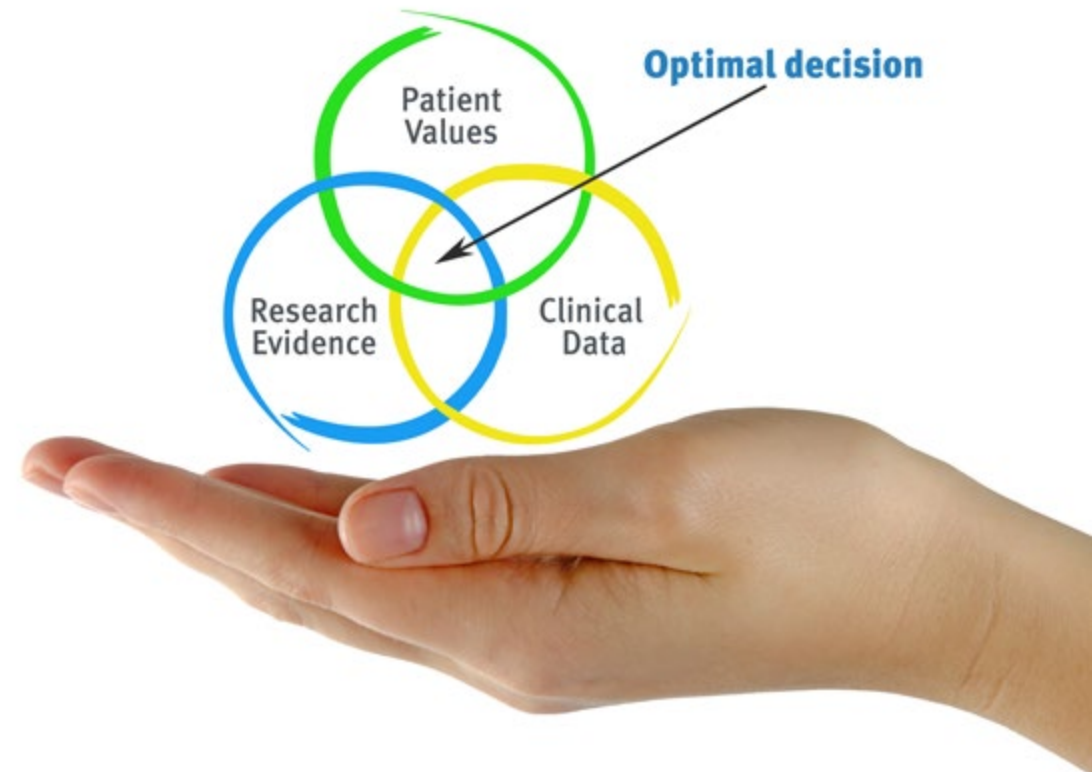 Optimal decision
Patient
Values
Research
Evidence
Clinical
Data